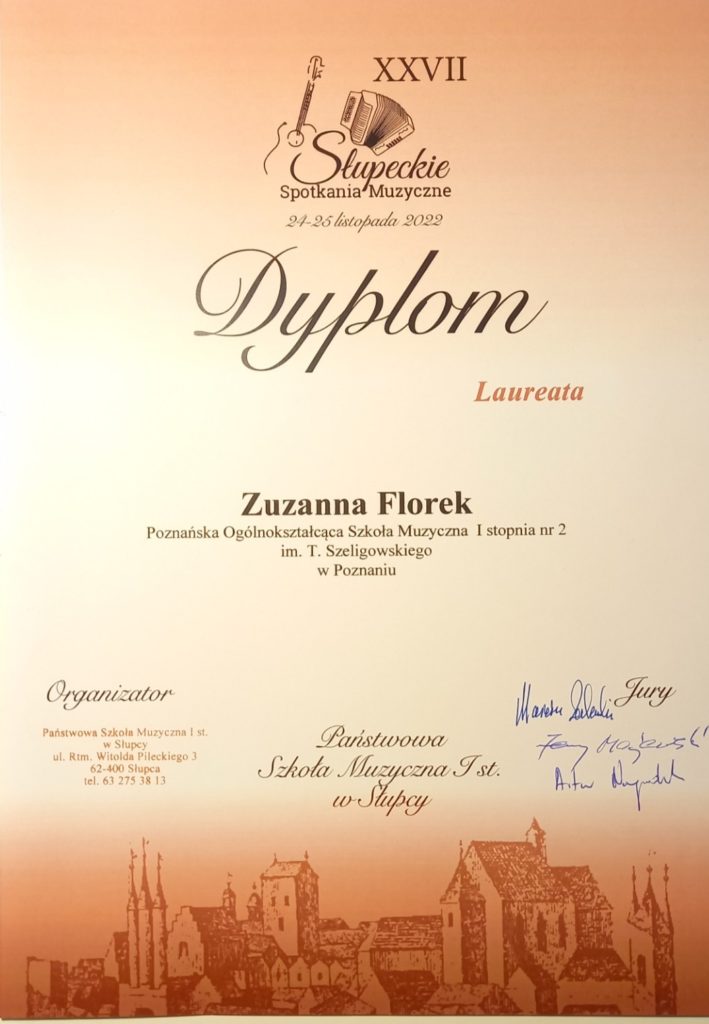 XXVII
Słupeckie
Spotkania Muzyczne
24-25 listopada 2022
Dyplom
Laureata
Zuzanna Florek
Poznańska Ogólnokształcąca Szkoła Muzyczna I stopnia nr 2
im. T. Szeligowskiego
w Poznaniu
Organizator
Państwowa Szkoła Muzyczna I st.
w Słupcy
ul. Rtm. Witolda Pileckiego 3
62-400 Słupca
tel. 63 275 38 13
Państwowa
Szkoła Muzyczna I st.
w Słupcy
Jury